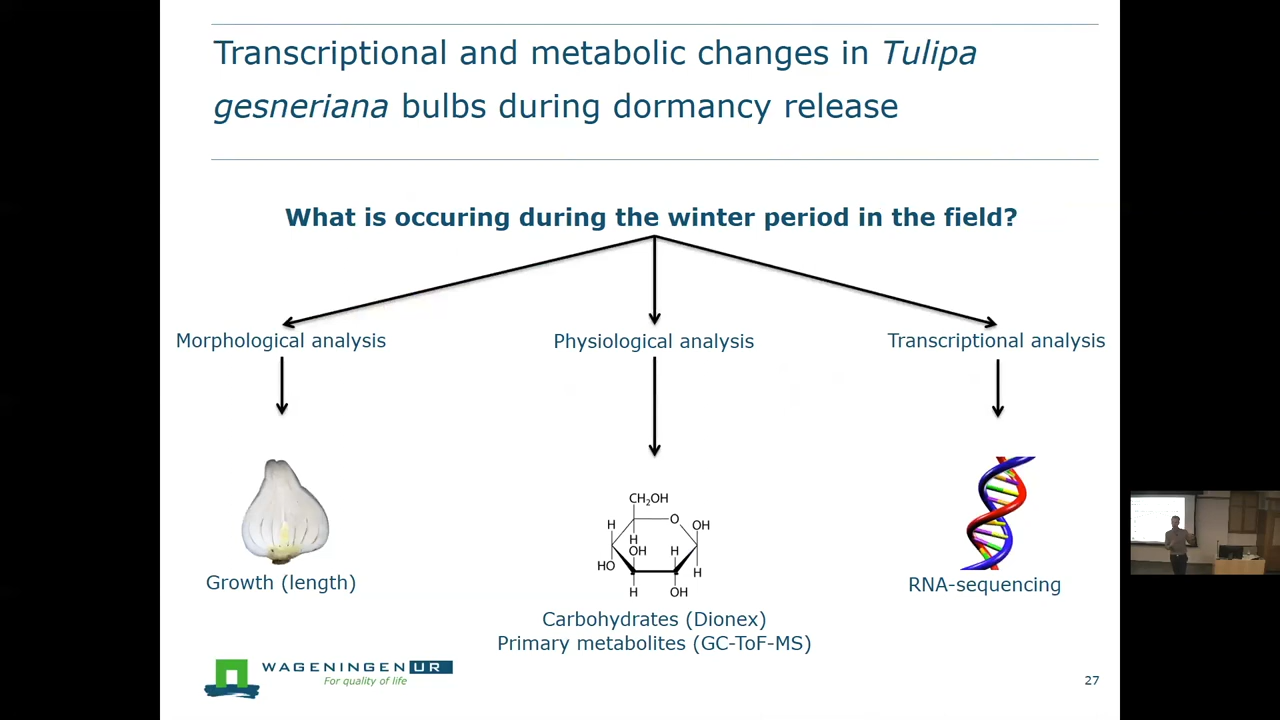 Transcriptional and metabolic changes in Tulipa
gesneriana bulbs during dormancy release
What is occuring during the winter period in the field?
Morphological analysis
Physiological analysis
Transcriptional analysis
Growth (length)
CH2OH
O
H
OH
H
OH
H
HO
H
H
OH
Carbohydrates (Dionex)
Primary metabolites (GC-ToF-MS)
RNA-sequencing
WAGENINGEN UR
For quality of life
27